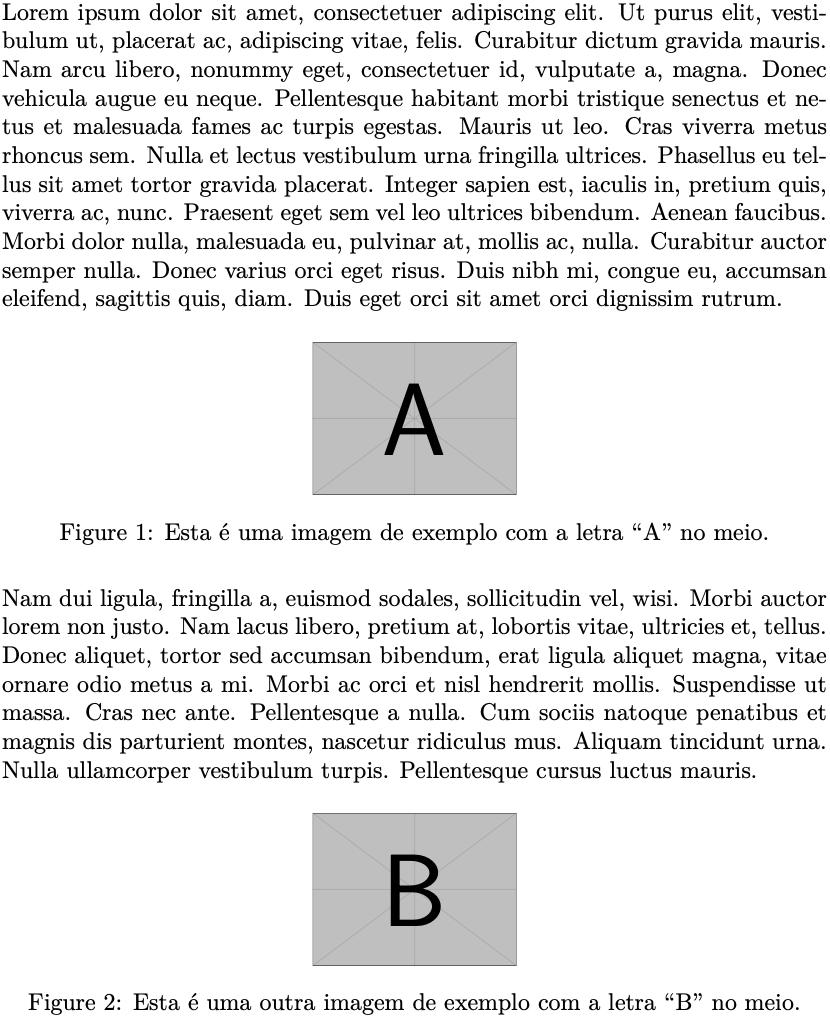 Lorem ipsum dolor sit amet, consectetuer adipiscing elit. Ut purus elit, vesti-
bulum ut, placerat ac, adipiscing vitae, felis. Curabitur dictum gravida mauris.
Nam arcu libero, nonummy eget, consectetuer id, vulputate a, magna. Donec
vehicula augue eu neque. Pellentesque habitant morbi tristique senectus et ne-
tus et malesuada fames ac turpis egestas. Mauris ut leo. Cras viverra metus
rhoncus sem. Nulla et lectus vestibulum urna fringilla ultrices. Phasellus eu tel-
lus sit amet tortor gravida placerat. Integer sapien est, iaculis in, pretium quis,
viverra ac, nunc. Praesent eget sem vel leo ultrices bibendum. Aenean faucibus.
Morbi dolor nulla, malesuada eu, pulvinar at, mollis ac, nulla. Curabitur auctor
semper nulla. Donec varius orci eget risus. Duis nibh mi, congue eu, accumsan
eleifend, sagittis quis, diam. Duis eget orci sit amet orci dignissim rutrum.
A
Figure 1: Esta é uma imagem de exemplo com a letra “A” no meio.
Nam dui ligula, fringilla a, euismod sodales, sollicitudin vel, wisi. Morbi auctor
lorem non justo. Nam lacus libero, pretium at, lobortis vitae, ultricies et, tellus.
Donec aliquet, tortor sed accumsan bibendum, erat ligula aliquet magna, vitae
ornare odio metus a mi. Morbi ac orci et nisl hendrerit mollis. Suspendisse ut
massa. Cras nec ante. Pellentesque a nulla. Cum sociis natoque penatibus et
magnis dis parturient montes, nascetur ridiculus mus. Aliquam tincidunt urna.
Nulla ullamcorper vestibulum turpis. Pellentesque cursus luctus mauris.
B
Figure 2: Esta é uma outra imagem de exemplo com a letra “B” no meio.